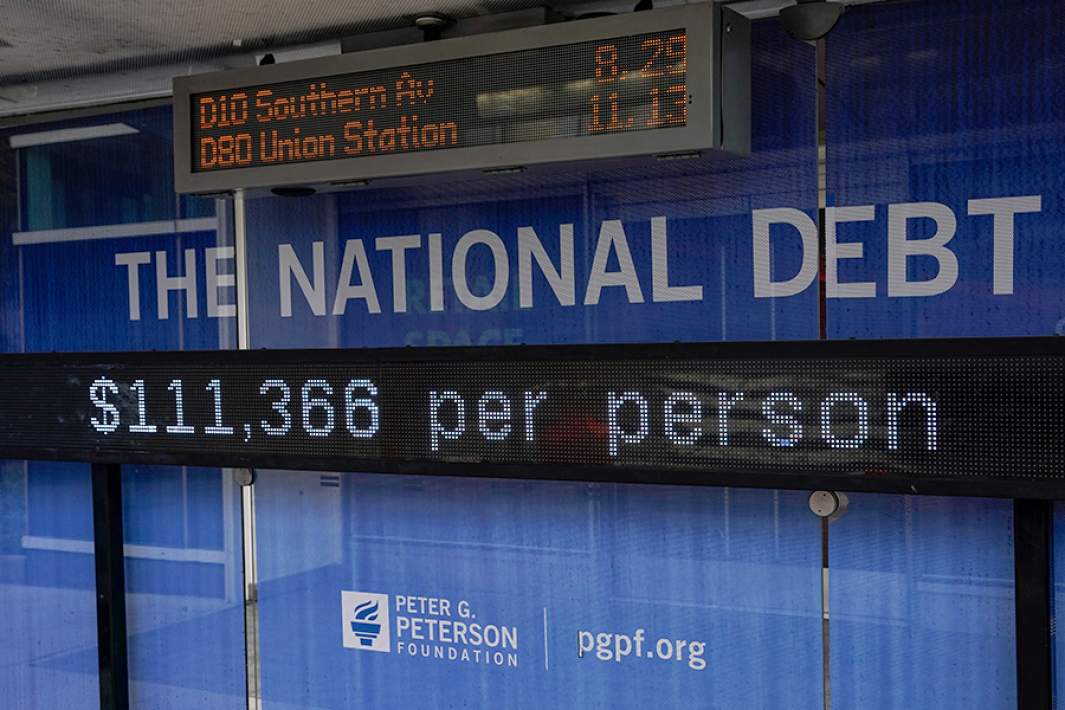 D10 Southern Av 8,29
D80 Union Station 11,13
THE NATIONAL DEBT
$111,366 per person
PETER G.
PETERSON
FOUNDATION
pgpf.org